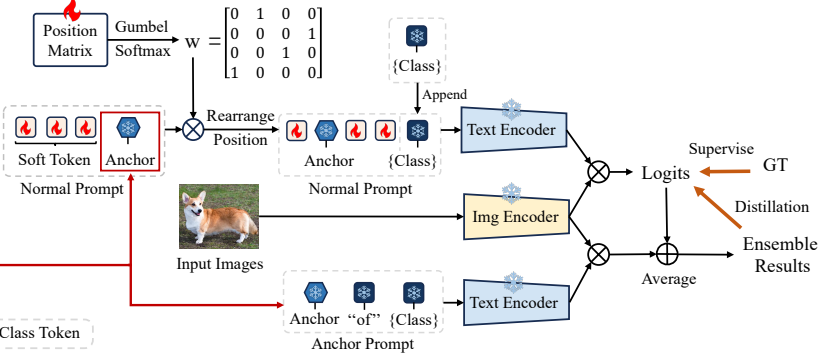 Position
Matrix
Gumbel
Softmax
w =
0 1 0 0
0 0 0 1
0 0 1 0
1 0 0 0
{Class}
Append
Soft Token
Anchor
Normal Prompt
Rearrange
Position
Anchor
{Class}
Normal Prompt
Text Encoder
Supervise
GT
Logits
Distillation
Img Encoder
Input Images
Ensemble
Results
Average
Anchor
“of”
{Class}
Anchor Prompt
Text Encoder
Class Token